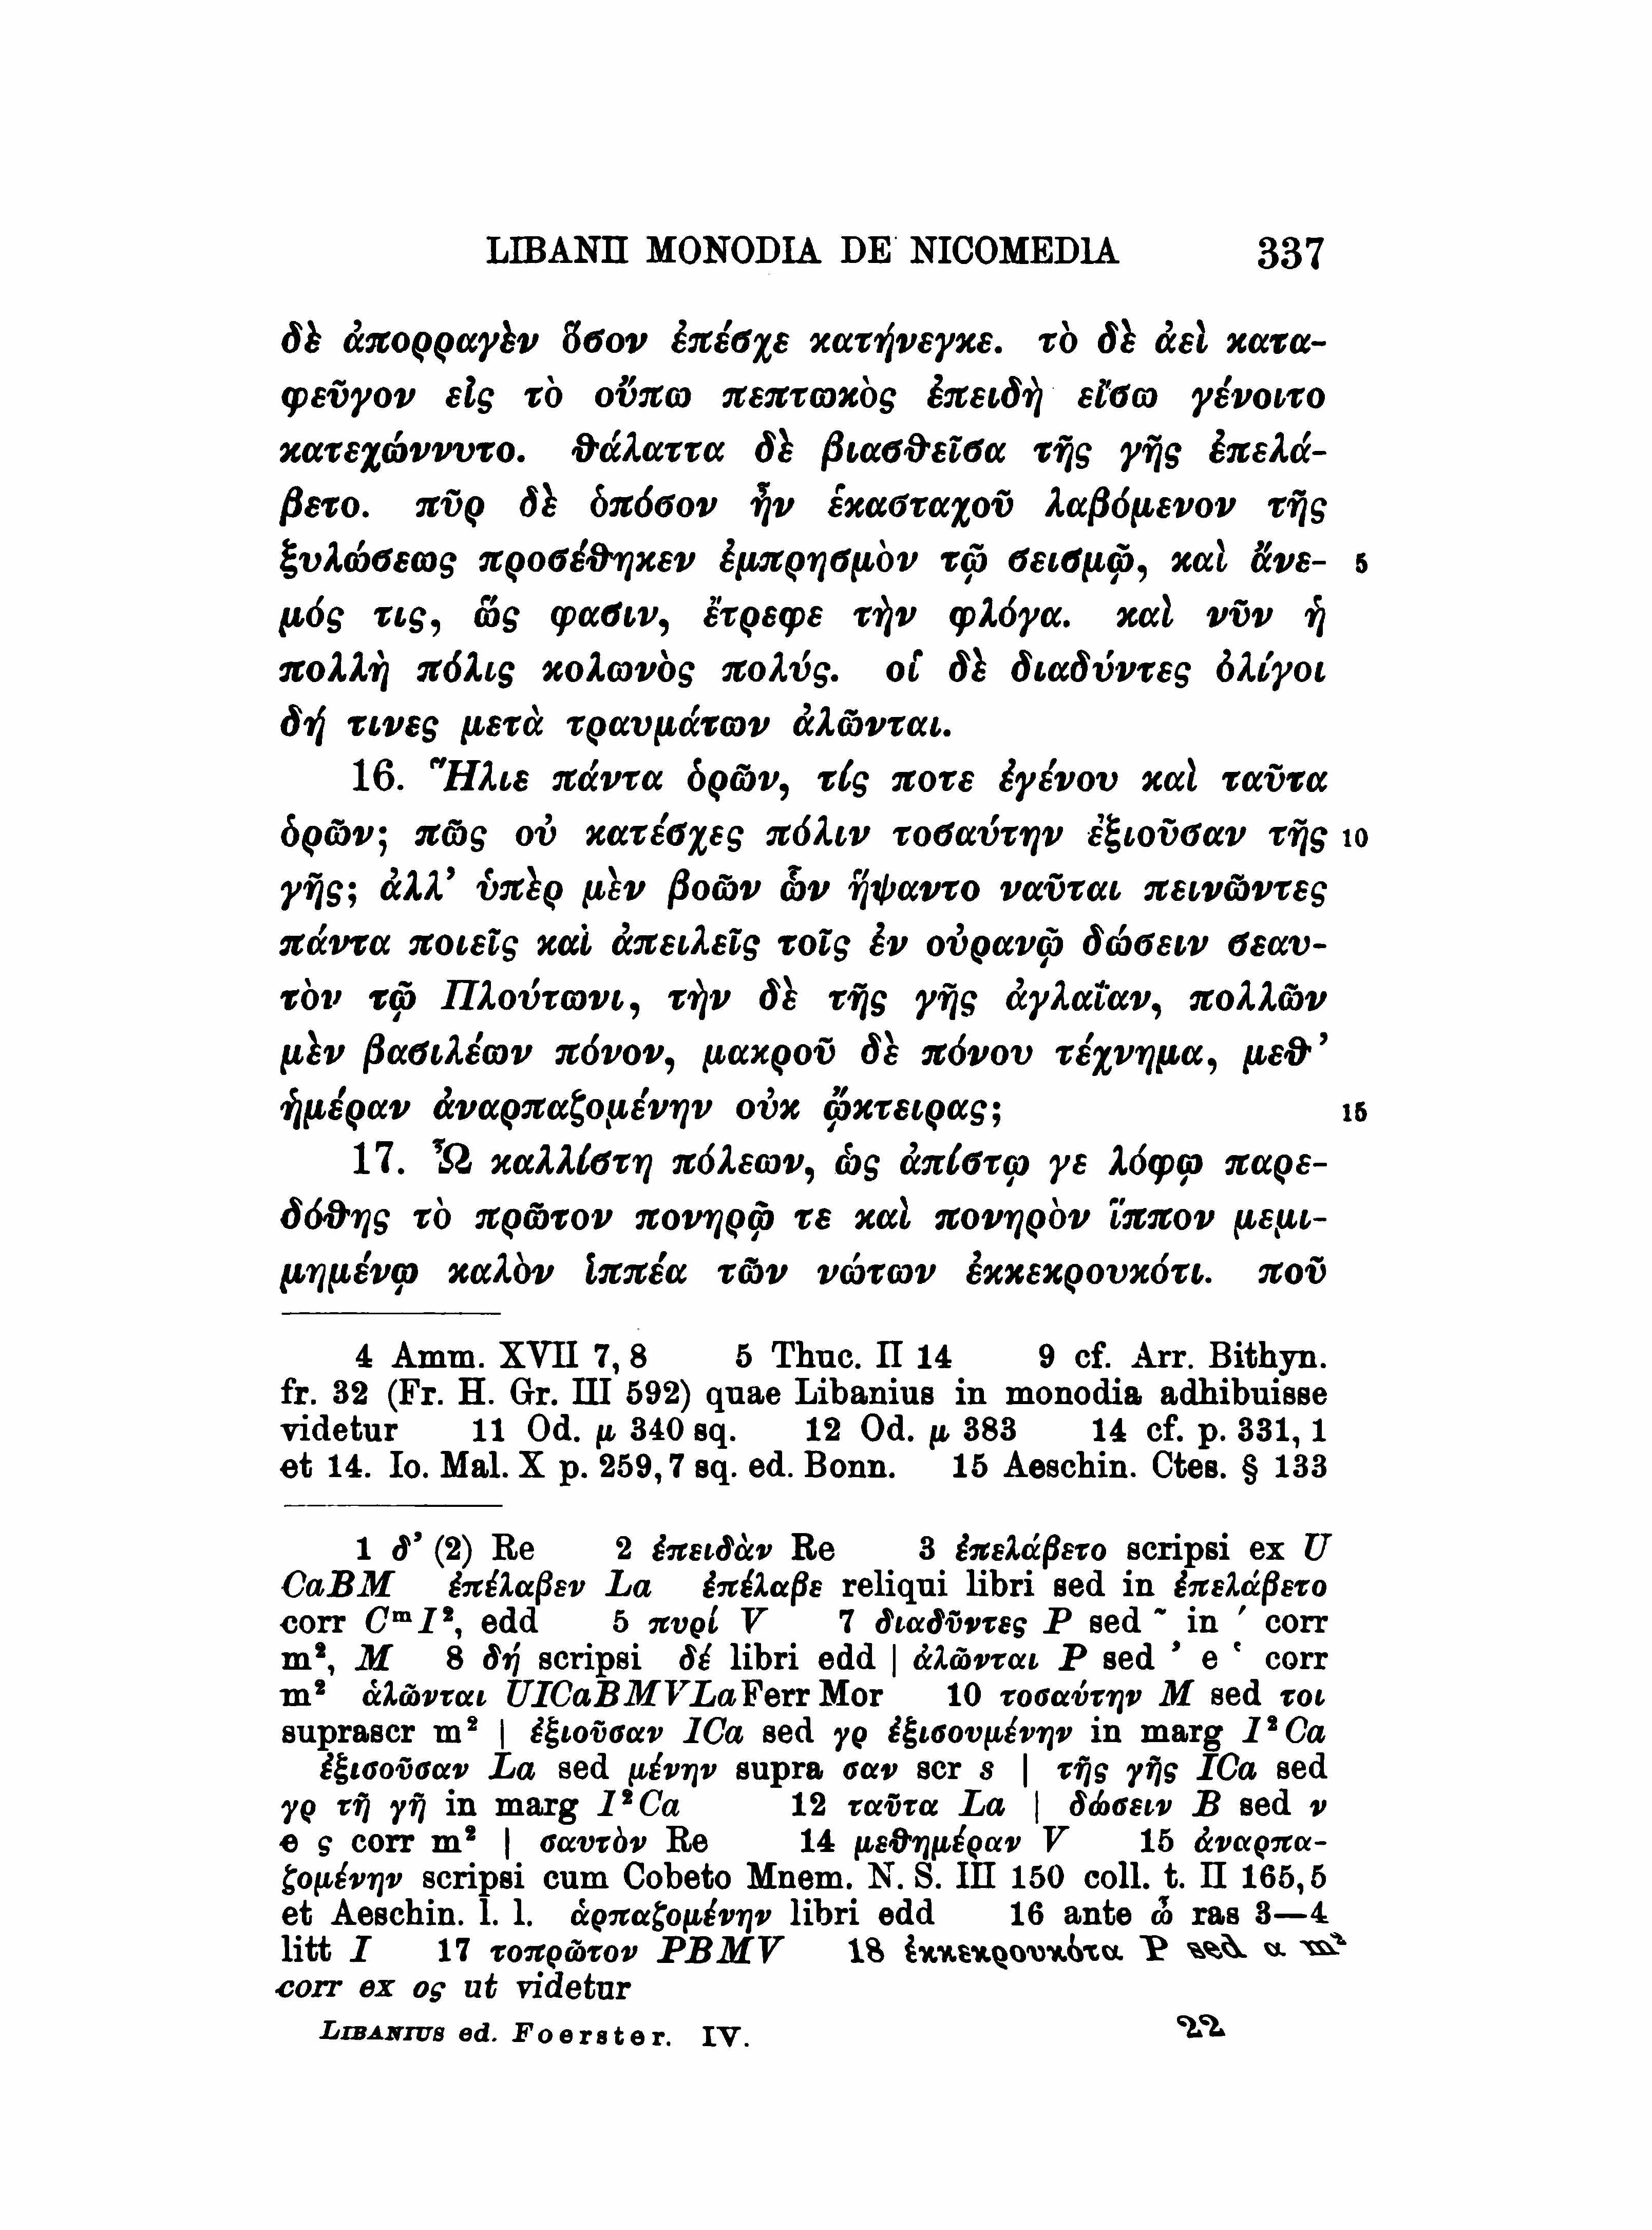 LIBANII MONODIA DE NICOMEDIA 337
δὲ ἀπορραγὲν ὅσον ἐπέσχε κατήνεγκε. τὸ δὲ ἀεὶ κατα-
φεῦγον εἰς τὸ οὔπω πεπτωκὸς ἐπειδὴ εἴσω γένοιτο
κατεχώννυτο. θάλαττα δὲ βιασθεῖσα τῆς γῆς ἐπελά-
βετο. πῦρ δὲ ὁπόσον ἦν ἑκασταχοῦ λαβόμενον τῆς
ξυλώσεως προσέθηκεν ἐμπρησμὸν τῷ σεισμῷ, καὶ ἄνε- 5
μός τις, ὥς φασιν, ἔτρεφε τὴν φλόγα. καὶ νῦν ἡ
πολλὴ πόλις κολωνὸς πολύς. οἱ δὲ διαδύντες ὀλίγοι
δή τινες μετὰ τραυμάτων ἀλῶνται.
16. Ἥλιε πάντα ὁρῶν, τίς ποτε ἐγένου καὶ ταῦτα
ὁρῶν; πῶς οὐ κατέσχες πόλιν τοσαύτην ἐξιοῦσαν τῆς 10
γῆς; ἀλλ’ ὑπὲρ μὲν βοῶν ὧν ἥψαντο ναῦται πεινῶντες
πάντα ποιεῖς καὶ ἀπειλεῖς τοῖς ἐν οὐρανῷ δώσειν σεαυ-
τὸν τῷ Πλούτωνι, τὴν δὲ τῆς γῆς ἀγλαΐαν, πολλῶν
μὲν βασιλέων πόνον, μακροῦ δὲ πόνου τέχνημα, μεθ’
ἡμέραν ἀναρπαζομένην οὐκ ᾤκτειρας; 15
17. Ὦ καλλίστη πόλεων, ὡς ἀπίστῳ γε λόφῳ παρε-
δόθης τὸ πρῶτον πονηρῷ τε καὶ πονηρὸν ἵππον μεμι-
μημένῳ καλὸν ἱππέα τῶν νώτων ἐκκεκρουκότι. ποῦ
4 Amm. XVII 7, 8 5 Thuc. II 14 9 cf. Arr. Bithyn.
fr. 32 (Fr. H. Gr. III 592) quae Libanius in monodia adhibuisse
videtur 11 Od. μ 340 sq. 12 Od. μ 383 14 cf. p. 331, 1
et 14. Io. Mal. X p. 259, 7 sq. ed. Bonn. 15 Aeschin. Ctes. § 133
1 δ’ (2) Re 2 ἐπειδὰν Re 3 ἐπελάβετο scripsi ex U
CaBM ἐπέλαβεν La ἐπέλαβε reliqui libri sed in ἐπελάβετο
corr Cᵐ I², edd 5 πυρί V 7 διαδῦντες P sed ~ in ´ corr
m², M 8 δή scripsi δέ libri edd | ἀλῶνται P sed ’ e ‘ corr
m² ἁλῶνται UICaBMVLa Ferr Mor 10 τοσαύτην M sed τοι
suprascr m² | ἐξιοῦσαν ICa sed γρ ἐξισουμένην in marg I²Ca
ἐξισοῦσαν La sed μένην supra σαν scr s | τῆς γῆς ICa sed
γρ τῇ γῇ in marg I²Ca 12 ταῦτα La | δώσειν B sed ν
e ς corr m² | σαυτὸν Re 14 μεθημέραν V 15 ἀναρπα-
ζομένην scripsi cum Cobeto Mnem. N. S. III 150 coll. t. II 165, 5
et Aeschin. l. l. ἁρπαζομένην libri edd 16 ante ὦ ras 3—4
litt I 17 τοπρῶτον PBMV 18 ἐκκεκρουκότα P sed α m²
corr ex ος ut videtur
LIBANIUS ed. Foerster. IV. 22